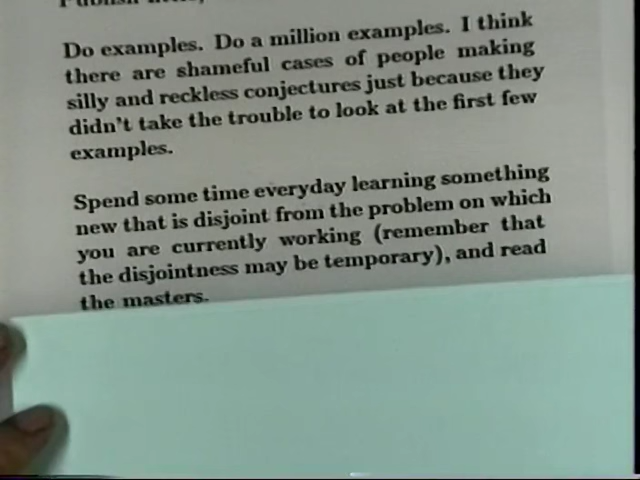 Do examples. Do a million examples. I think
there are shameful cases of people making
silly and reckless conjectures just because they
didn't take the trouble to look at the first few
examples.
Spend some time everyday learning something
new that is disjoint from the problem on which
you are currently working (remember that
the disjointness may be temporary), and read
the masters.